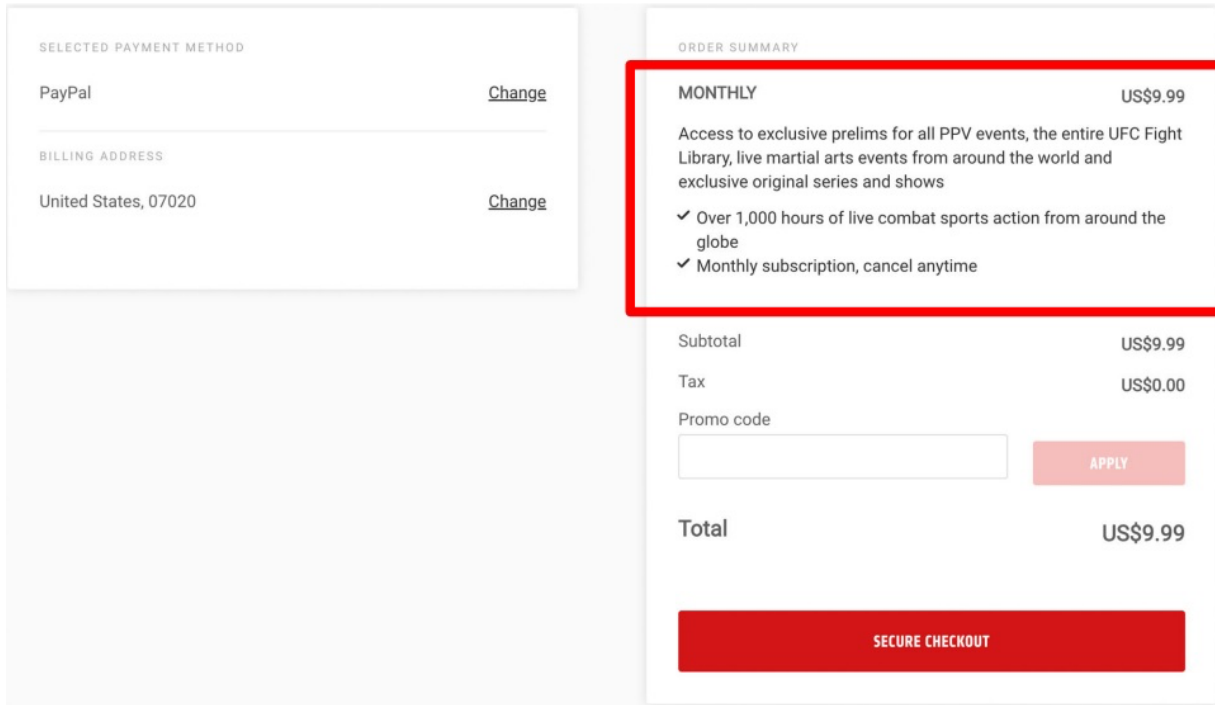 SELECTED PAYMENT METHOD
PayPal Change
BILLING ADDRESS
United States, 07020 Change
ORDER SUMMARY
MONTHLY US$9.99
Access to exclusive prelims for all PPV events, the entire UFC Fight
Library, live martial arts events from around the world and
exclusive original series and shows
✓ Over 1,000 hours of live combat sports action from around the
globe
✓ Monthly subscription, cancel anytime
Subtotal US$9.99
Tax US$0.00
Promo code
APPLY
Total US$9.99
SECURE CHECKOUT